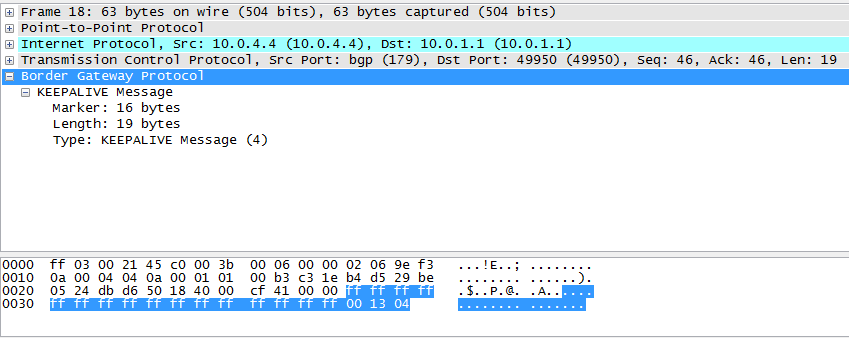 Frame 18: 63 bytes on wire (504 bits), 63 bytes captured (504 bits)
Point-to-Point Protocol
Internet Protocol, Src: 10.0.4.4 (10.0.4.4), Dst: 10.0.1.1 (10.0.1.1)
Transmission Control Protocol, Src Port: bgp (179), Dst Port: 49950 (49950), Seq: 46, Ack: 46, Len: 19
Border Gateway Protocol
KEEPALIVE Message
Marker: 16 bytes
Length: 19 bytes
Type: KEEPALIVE Message (4)
0000 ff 03 00 21 45 c0 00 3b 00 06 00 00 02 06 9e f3 ...!E..; ........
0010 0a 00 04 04 0a 00 01 01 00 b3 c3 1e b4 d5 29 be ........ ......).
0020 05 24 db d6 50 18 40 00 cf 41 00 00 ff ff ff ff .$..P.@. .A......
0030 ff ff ff ff ff ff ff ff ff ff ff ff 00 13 04 ........ .......